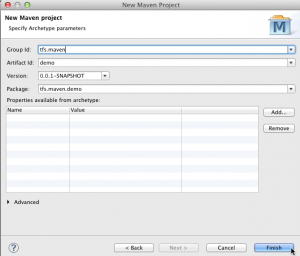 New Maven Project
New Maven project
Specify Archetype parameters
M
Group Id: tfs.maven
Artifact Id: demo
Version: 0.0.1-SNAPSHOT
Package: tfs.maven.demo
Properties available from archetype:
Name Value
Add...
Remove
Advanced
? < Back Next > Cancel Finish